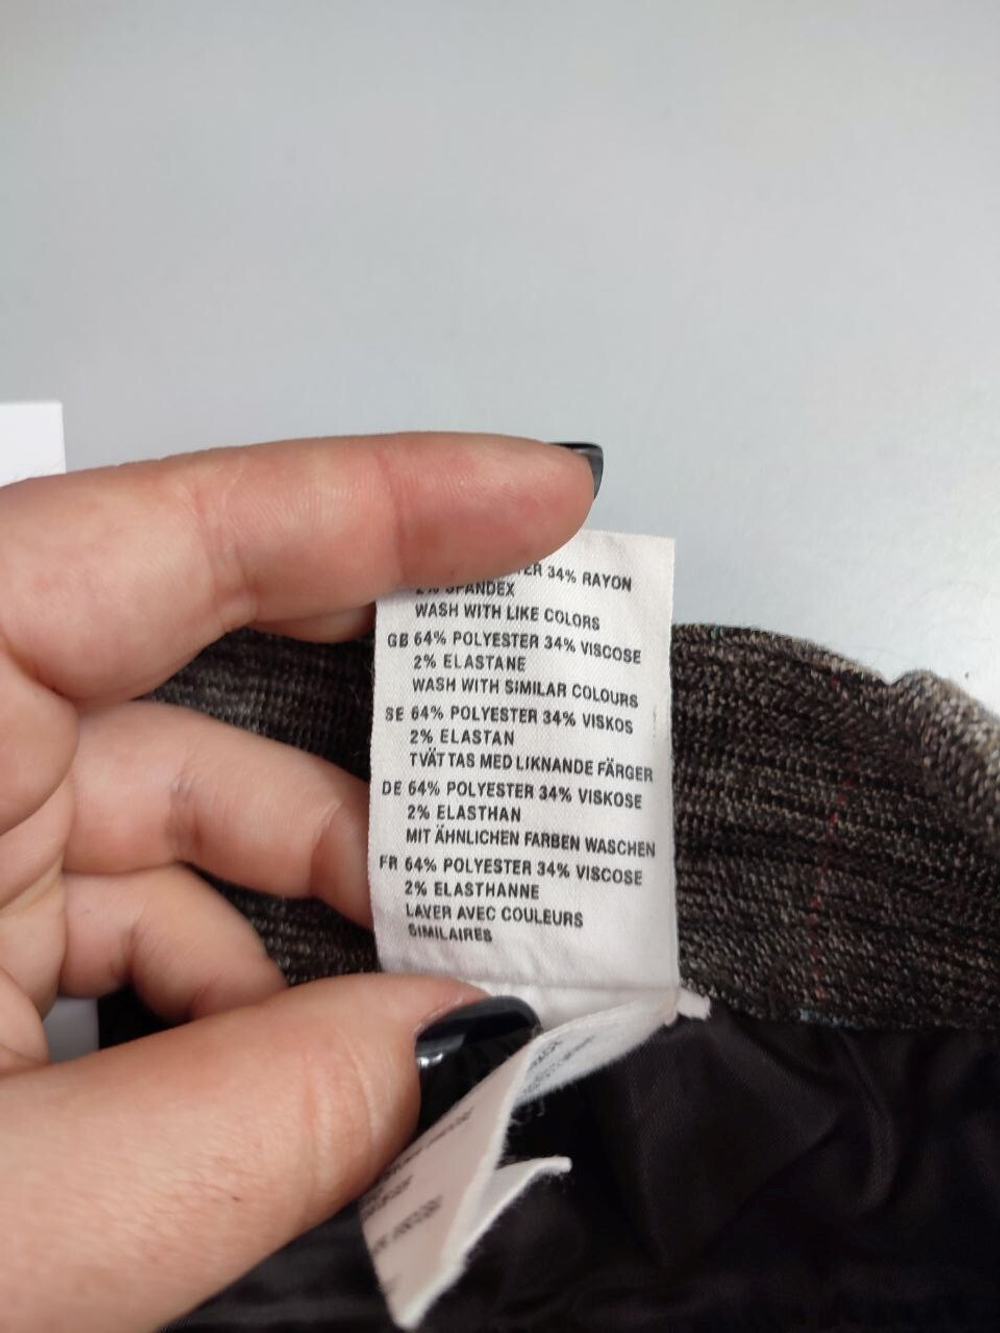 34% RAYON
2% SPANDEX
WASH WITH LIKE COLORS
GB 64% POLYESTER 34% VISCOSE
2% ELASTANE
WASH WITH SIMILAR COLOURS
SE 64% POLYESTER 34% VISKOS
2% ELASTAN
TVÄTTAS MED LIKNANDE FÄRGER
DE 64% POLYESTER 34% VISKOSE
2% ELASTHAN
MIT ÄHNLICHEN FARBEN WASCHEN
FR 64% POLYESTER 34% VISCOSE
2% ELASTHANNE
LAVER AVEC COULEURS
SIMILAIRES